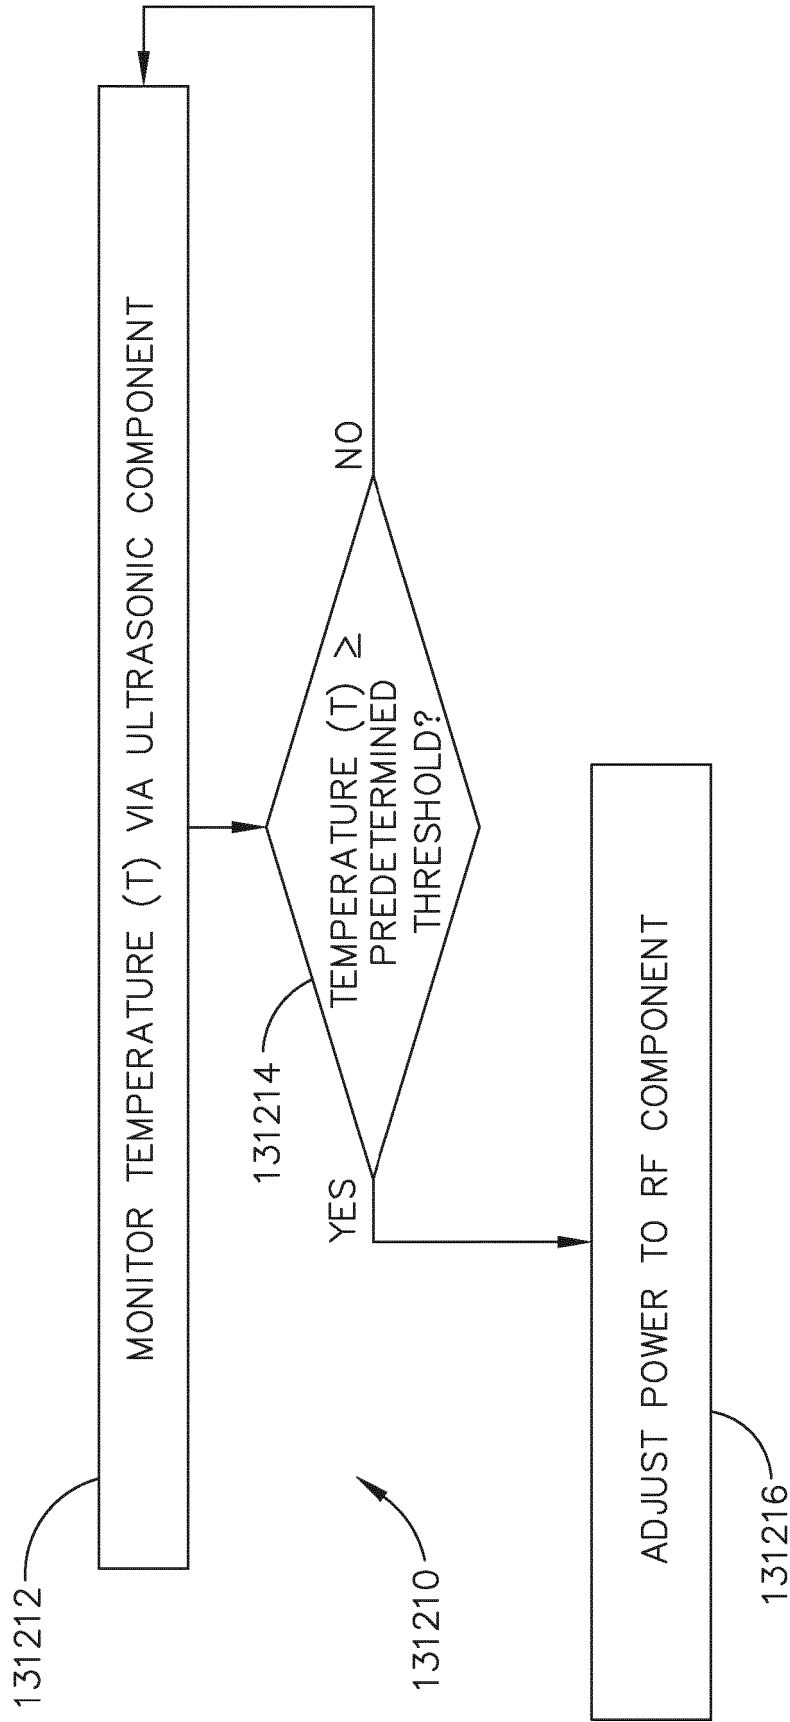 131212
MONITOR TEMPERATURE (T) VIA ULTRASONIC COMPONENT
131214
TEMPERATURE (T) ≥
PREDETERMINED
THRESHOLD?
YES
NO
131210
ADJUST POWER TO RF COMPONENT
131216